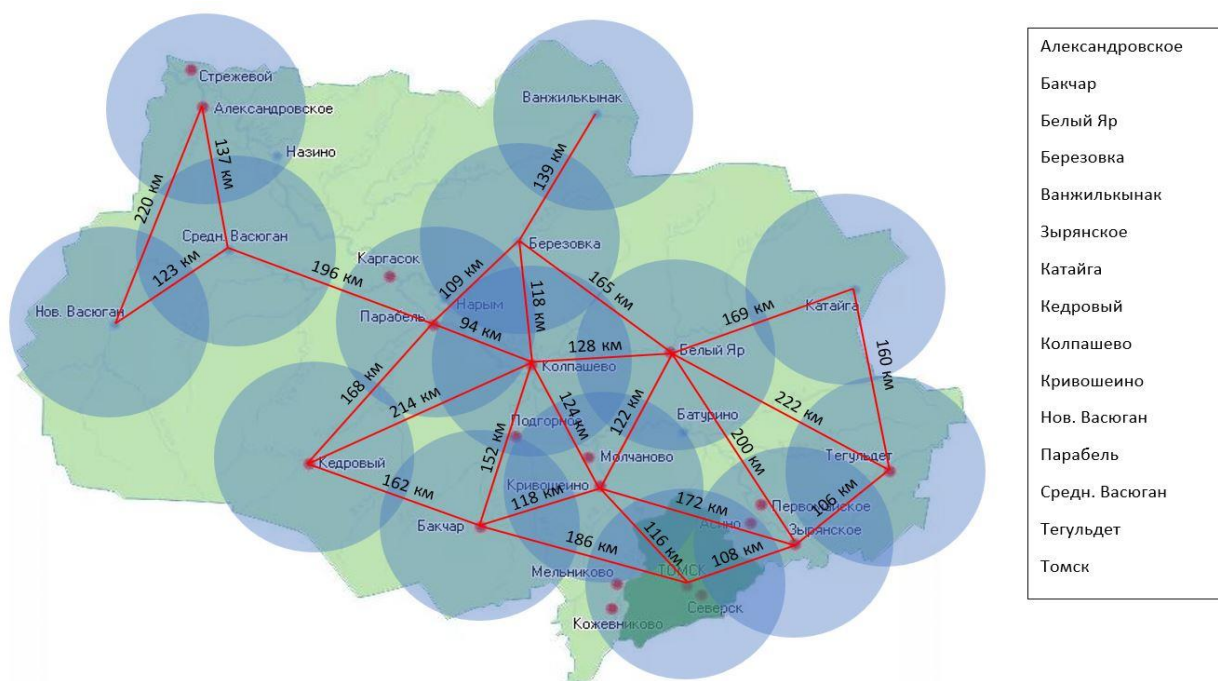 Стрежевой
Александровское
Назино
137 км
220 км
Средн. Васюган
123 км
Нов. Васюган
196 км
Каргасок
Ванжилькынак
139 км
Березовка
109 км
Нарым
Парабель
94 км
118 км
165 км
Катайга
169 км
160 км
128 км
Белый Яр
Колпашево
168 км
214 км
124 км
122 км
Батурино
222 км
200 км
Подгорное
152 км
Молчаново
Тегульдет
Кедровый
162 км
Кривошеино
118 км
172 км
106 км
Первомайское
Асино
Зырянское
Бакчар
186 км
116 км
108 км
Мельниково
ТОМСК
Северск
Кожевниково
Александровское
Бакчар
Белый Яр
Березовка
Ванжилькынак
Зырянское
Катайга
Кедровый
Колпашево
Кривошеино
Нов. Васюган
Парабель
Средн. Васюган
Тегульдет
Томск